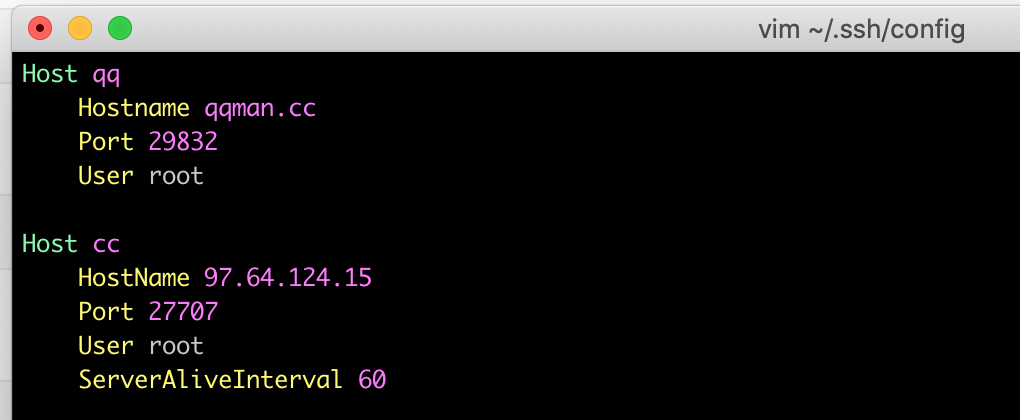 vim ~/.ssh/config
Host qq
    Hostname qqman.cc
    Port 29832
    User root

Host cc
    HostName 97.64.124.15
    Port 27707
    User root
    ServerAliveInterval 60